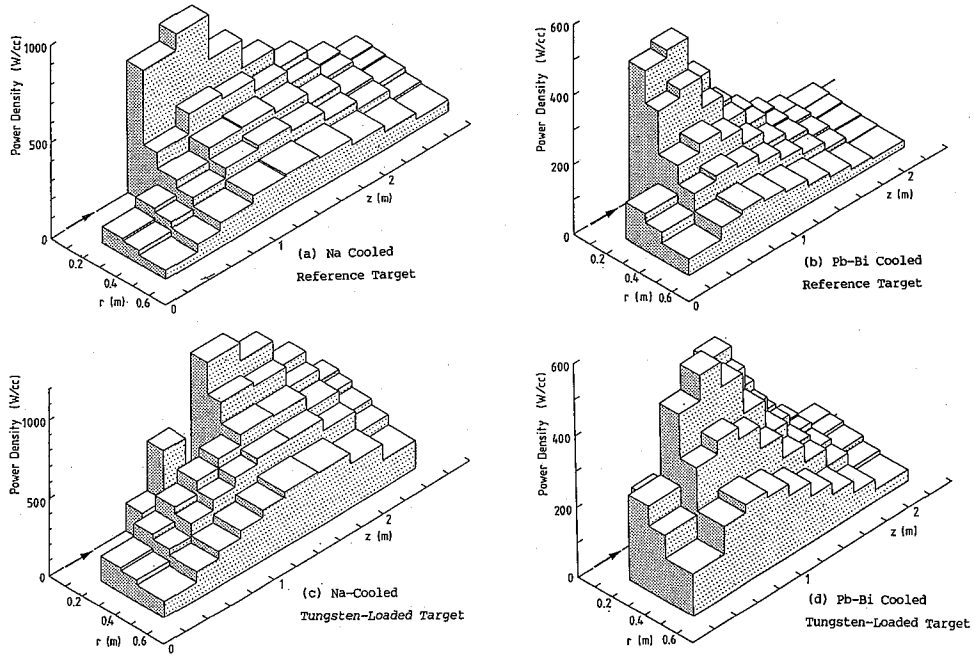 Power Density (W/cc)
1000
500
0
0.2
0.4
0.6
r (m)
0
1
2
z (m)
(a) Na Cooled
Reference Target
Power Density (W/cc)
600
400
200
0
0.2
0.4
0.6
r (m)
0
1
2
z (m)
(b) Pb-Bi Cooled
Reference Target
Power Density (W/cc)
1000
500
0
0.2
0.4
0.6
r (m)
0
1
2
z (m)
(c) Na-Cooled
Tungsten-Loaded Target
Power Density (W/cc)
600
400
200
0
0.2
0.4
0.6
r (m)
0
1
2
z (m)
(d) Pb-Bi Cooled
Tungsten-Loaded Target